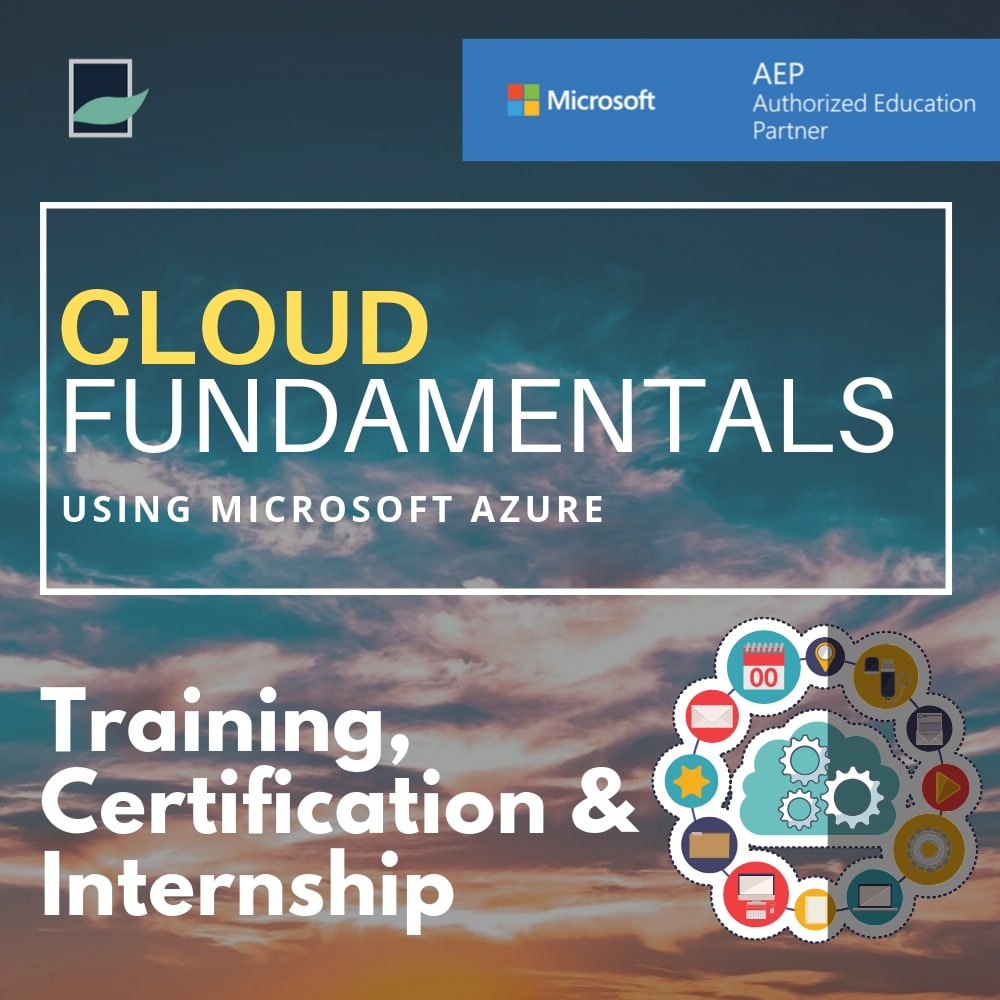 Microsoft
AEP
Authorized Education
Partner
CLOUD
FUNDAMENTALS
USING MICROSOFT AZURE
Training,
Certification &
Internship
00